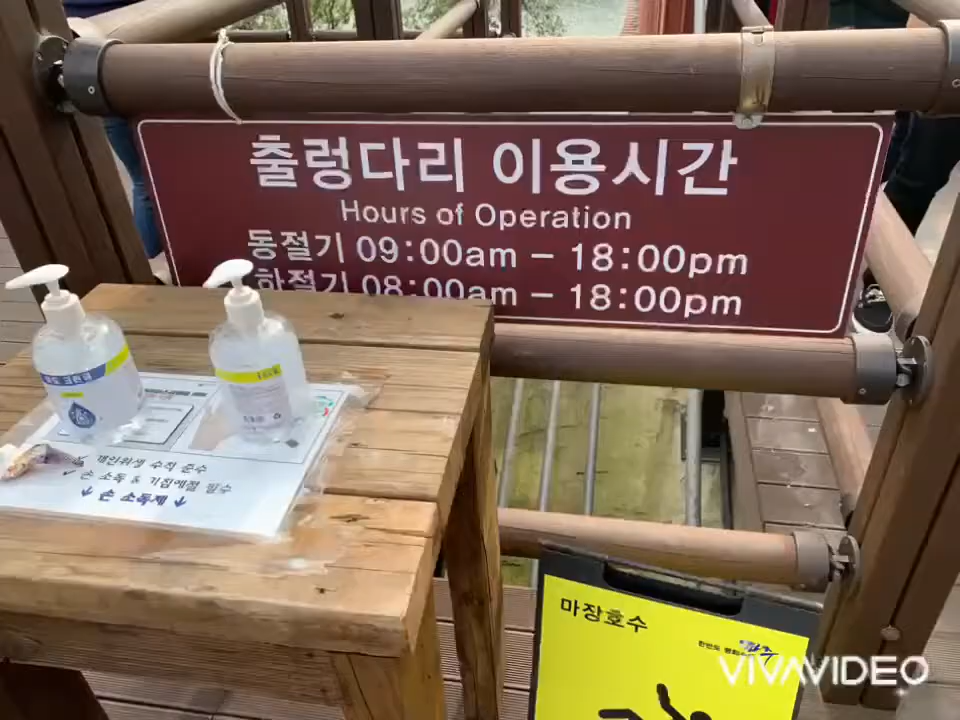 출렁다리 이용시간
Hours of Operation
동절기 09:00am – 18:00pm
하절기 08:00am – 18:00pm
개인위생 수칙 준수
✓ 손 소독 & 기침예절 필수
↓ 손 소독제 ↓
마장호수
파주
VIVAVIDEO